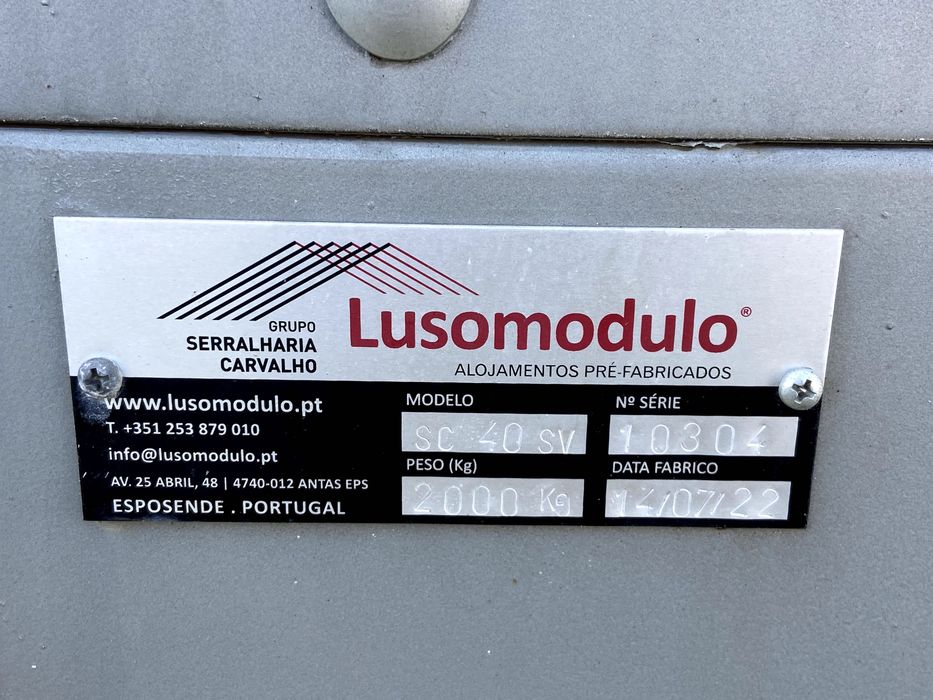 GRUPO
SERRALHARIA
CARVALHO
Lusomodulo®
ALOJAMENTOS PRÉ-FABRICADOS
www.lusomodulo.pt
T. +351 253 879 010
info@lusomodulo.pt
AV. 25 ABRIL, 48 | 4740-012 ANTAS EPS
ESPOSENDE . PORTUGAL
MODELO
SC 40 SV
Nº SÉRIE
10304
PESO (Kg)
2000 Kg
DATA FABRICO
14/07/22